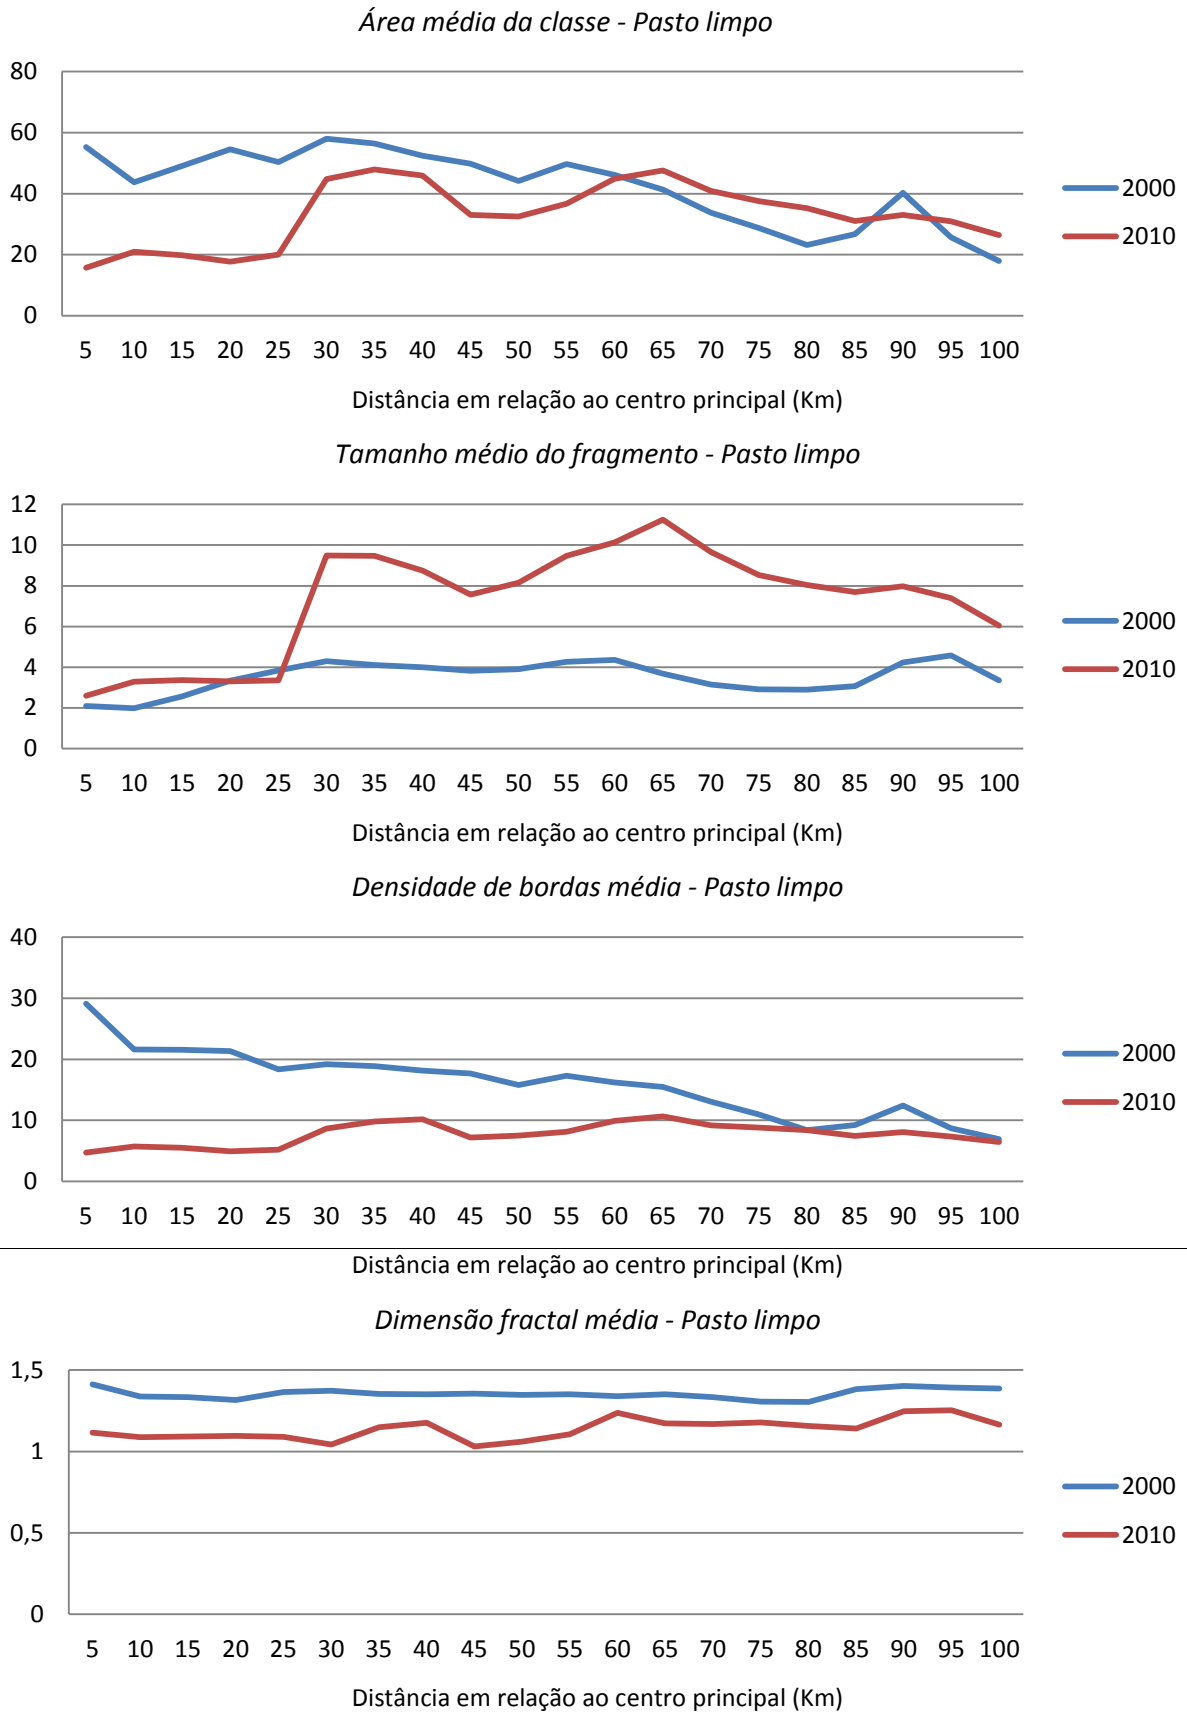 Área média da classe - Pasto limpo
80
60
40
20
0
5 10 15 20 25 30 35 40 45 50 55 60 65 70 75 80 85 90 95 100
Distância em relação ao centro principal (Km)
2000
2010
Tamanho médio do fragmento - Pasto limpo
12
10
8
6
4
2
0
5 10 15 20 25 30 35 40 45 50 55 60 65 70 75 80 85 90 95 100
Distância em relação ao centro principal (Km)
2000
2010
Densidade de bordas média - Pasto limpo
40
30
20
10
0
5 10 15 20 25 30 35 40 45 50 55 60 65 70 75 80 85 90 95 100
Distância em relação ao centro principal (Km)
2000
2010
Dimensão fractal média - Pasto limpo
1,5
1
0,5
0
5 10 15 20 25 30 35 40 45 50 55 60 65 70 75 80 85 90 95 100
Distância em relação ao centro principal (Km)
2000
2010